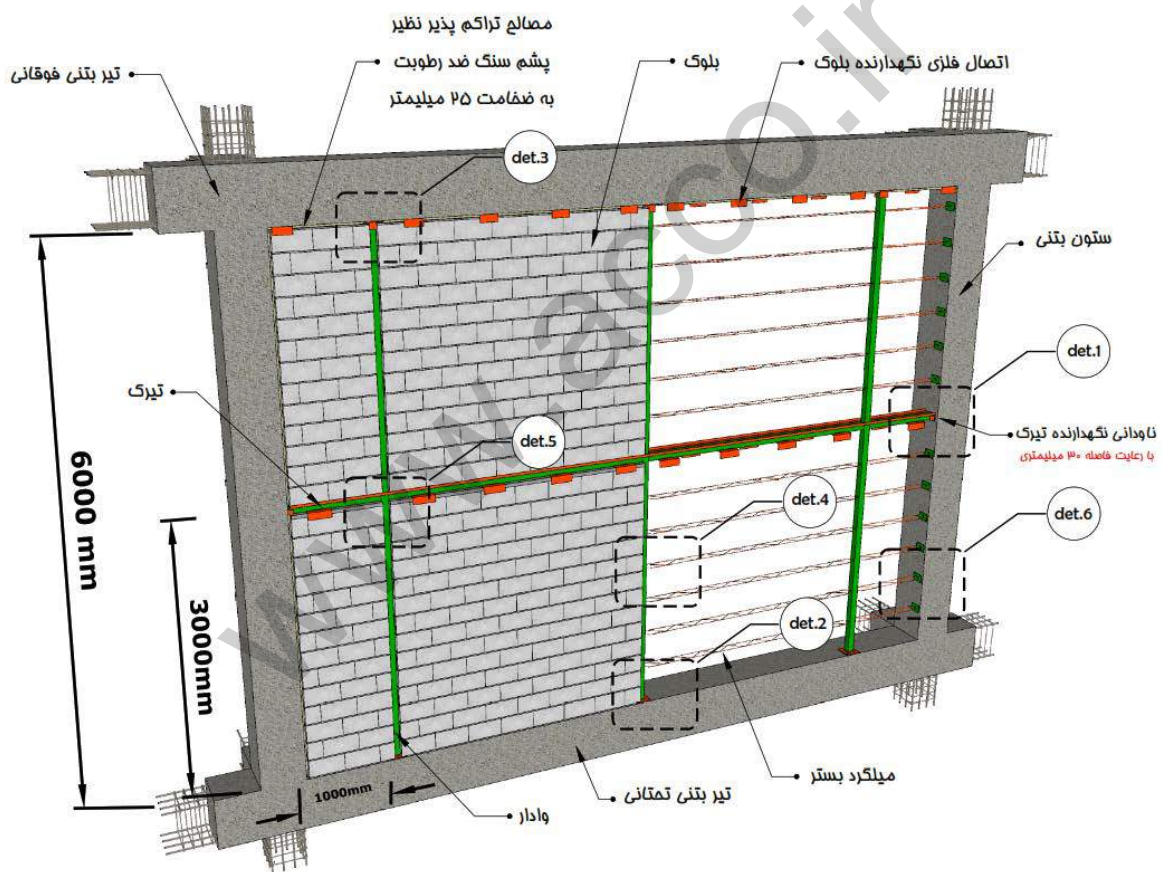 مصالح تراکم پذیر نظیر
پشم سنگ ضد رطوبت
به ضخامت ۲۵ میلیمتر
تیر بتنی فوقانی
بلوک
اتصال فلزی نگهدارنده بلوک
det.3
ستون بتنی
det.1
ناودانی نگهدارنده تیرک
با رعایت فاصله ۳۰ میلیمتری
تیرک
det.5
det.4
det.6
6000 mm
3000mm
det.2
1000mm
میلگرد بستر
تیر بتنی تحتانی
وادار
www.aco.ir